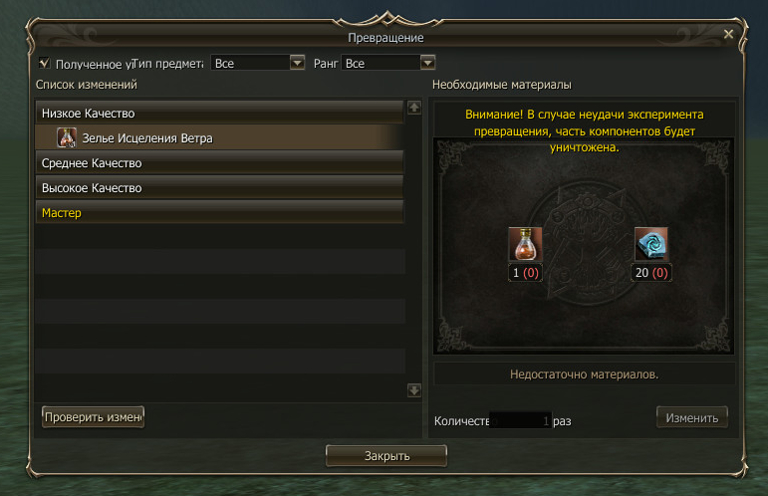 Превращение
Полученное у
Тип предмета
Все
Ранг
Все
Список изменений
Низкое Качество
Зелье Исцеления Ветра
Среднее Качество
Высокое Качество
Мастер
Проверить измен
Необходимые материалы
Внимание! В случае неудачи эксперимента
превращения, часть компонентов будет
уничтожена.
1 (0)
20 (0)
Недостаточно материалов.
Количество 1 раз
Изменить
Закрыть